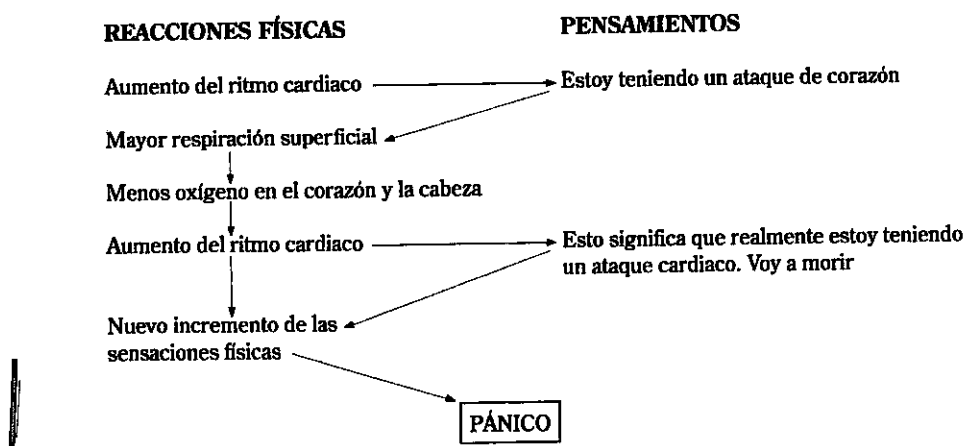 REACCIONES FÍSICAS
PENSAMIENTOS
Aumento del ritmo cardiaco
Estoy teniendo un ataque de corazón
Mayor respiración superficial
Menos oxígeno en el corazón y la cabeza
Aumento del ritmo cardiaco
Esto significa que realmente estoy teniendo
un ataque cardiaco. Voy a morir
Nuevo incremento de las
sensaciones físicas
PÁNICO